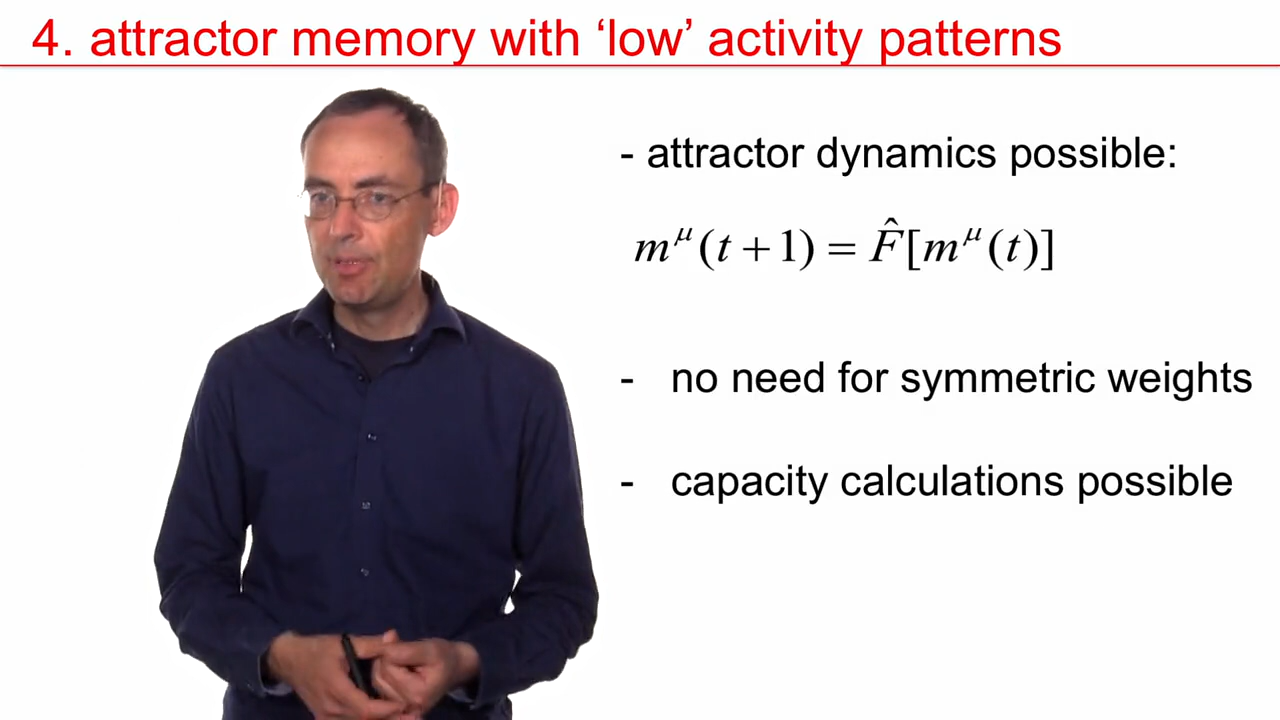 4. attractor memory with ‘low’ activity patterns
- attractor dynamics possible:
m^μ(t + 1) = F̂[m^μ(t)]
- no need for symmetric weights
- capacity calculations possible